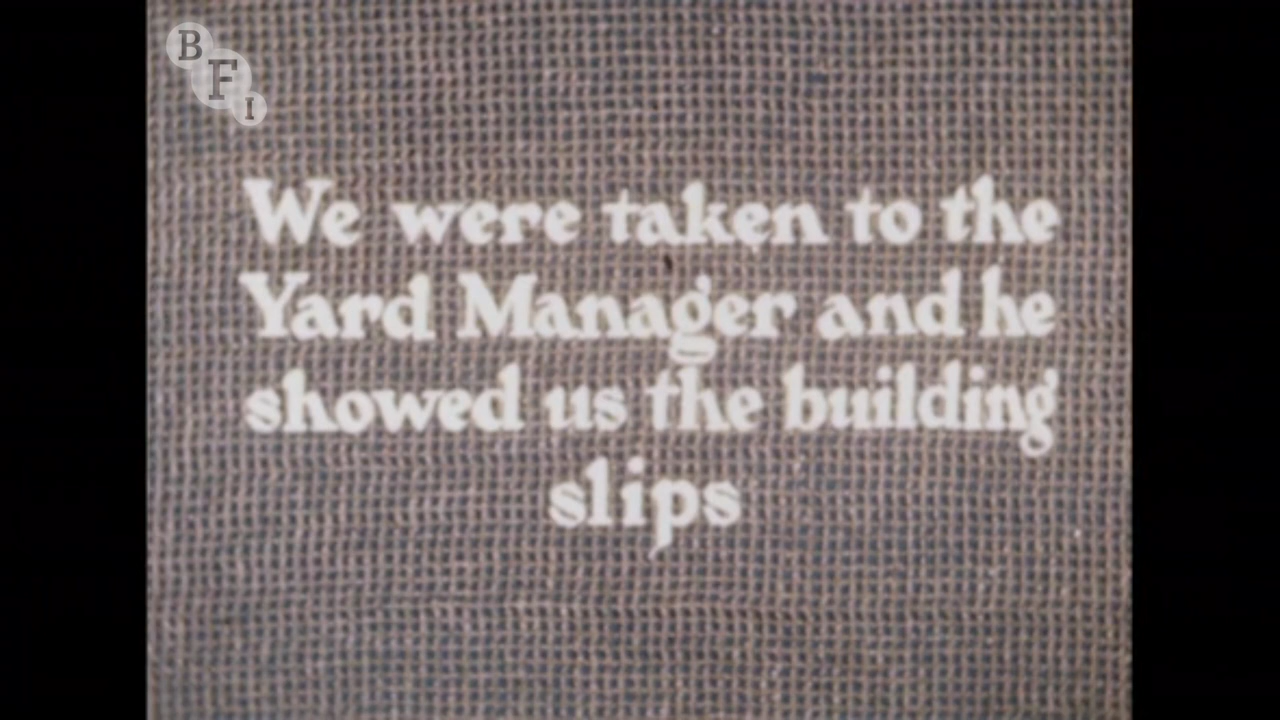 BFI
We were taken to the
Yard Manager and he
showed us the building
slips